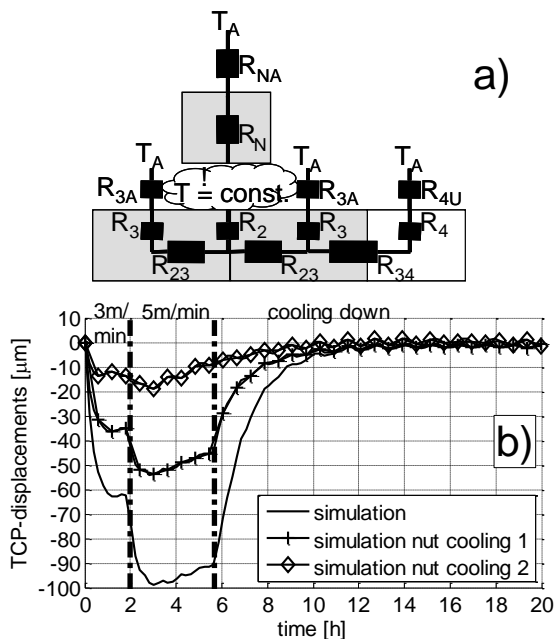 a)
T_A
R_NA
R_N
T_A T_A T_A
R_3A ! T = const. R_3A R_4U
R_3 R_2 R_3 R_4
R_23 R_23 R_34
3m/min 5m/min cooling down
b)
TCP-displacements [µm]
10
0
-10
-20
-30
-40
-50
-60
-70
-80
-90
-100
simulation
simulation nut cooling 1
simulation nut cooling 2
0 2 4 6 8 10 12 14 16 18 20
time [h]